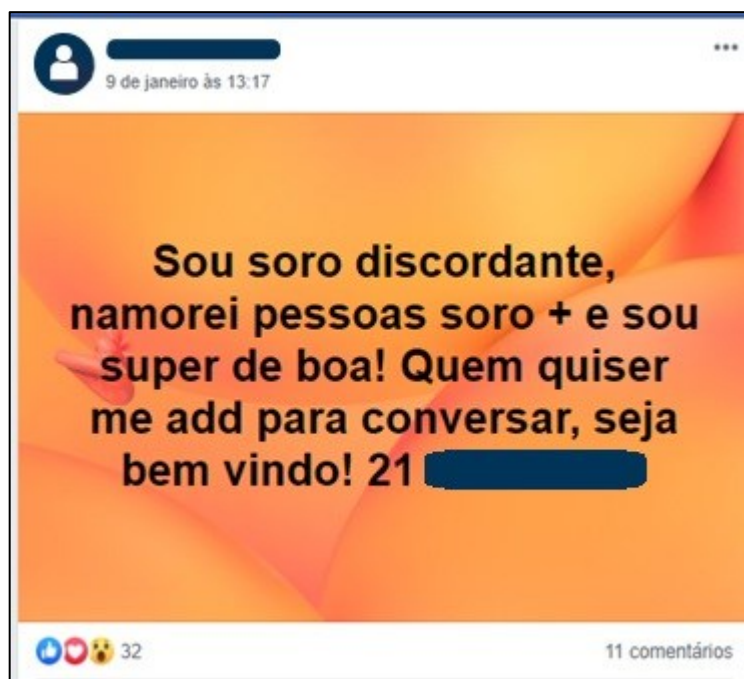 9 de janeiro às 13:17
Sou soro discordante,
namorei pessoas soro + e sou
super de boa! Quem quiser
me add para conversar, seja
bem vindo! 21
32
11 comentários